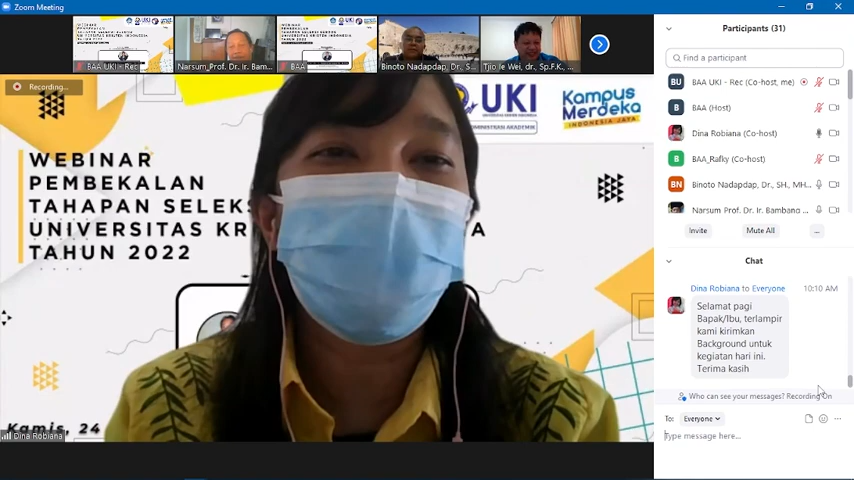 Zoom Meeting
BAA UKI - Rec
Narsum_Prof. Dr. ir. Bam...
BAA
Binoto Nadapdap, Dr., S...
Tjio Ie Wei, dr., Sp.F.K., ...
Recording...
UKI
ADMINISTRASI AKADEMIK
Kampus
Merdeka
INDONESIA JAYA
WEBINAR
PEMBEKALAN
TAHAPAN SELEKS
UNIVERSITAS KR
A
TAHUN 2022
Kamis, 24
Dina Robiana
Participants (31)
Find a participant
BU BAA UKI - Rec (Co-host, me)
B BAA (Host)
Dina Robiana (Co-host)
B BAA_Rafky (Co-host)
BN Binoto Nadapdap, Dr., SH., MH...
Narsum Prof. Dr. Ir. Bambang ...
Invite
Mute All
...
Chat
Dina Robiana to Everyone 10:10 AM
Selamat pagi
Bapak/Ibu, terlampir
kami kirimkan
Background untuk
kegiatan hari ini.
Terima kasih
Who can see your messages? Recording On
To: Everyone
Type message here...